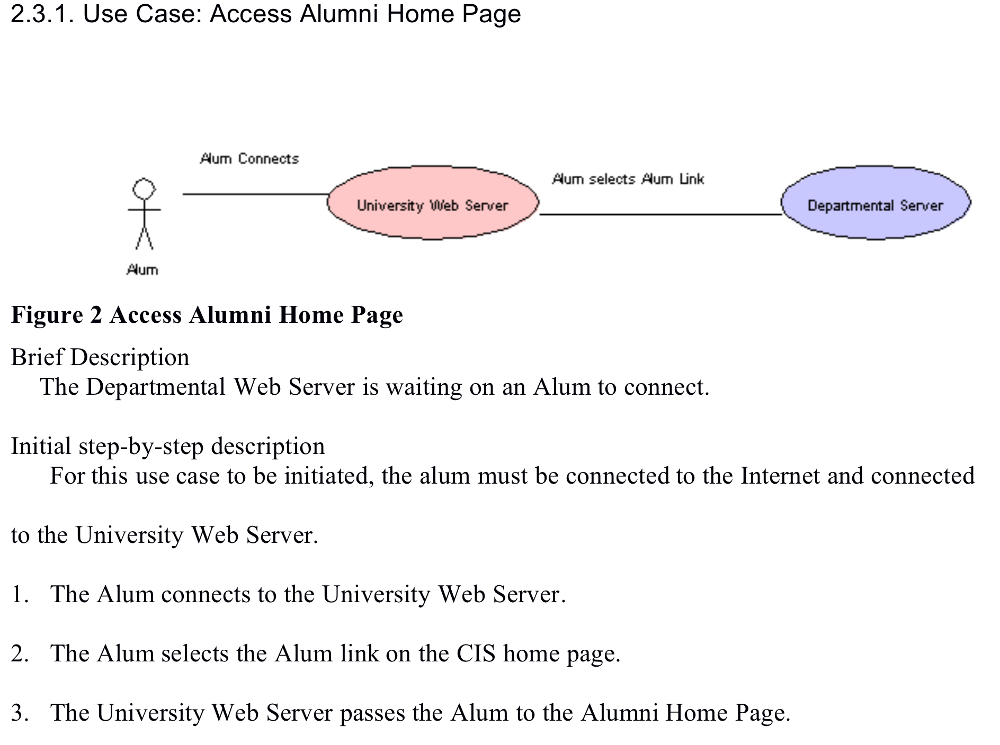 2.3.1. Use Case: Access Alumni Home Page
Alum Connects
Alum selects Alum Link
University Web Server
Departmental Server
Alum
Figure 2 Access Alumni Home Page
Brief Description
The Departmental Web Server is waiting on an Alum to connect.
Initial step-by-step description
For this use case to be initiated, the alum must be connected to the Internet and connected
to the University Web Server.
1. The Alum connects to the University Web Server.
2. The Alum selects the Alum link on the CIS home page.
3. The University Web Server passes the Alum to the Alumni Home Page.